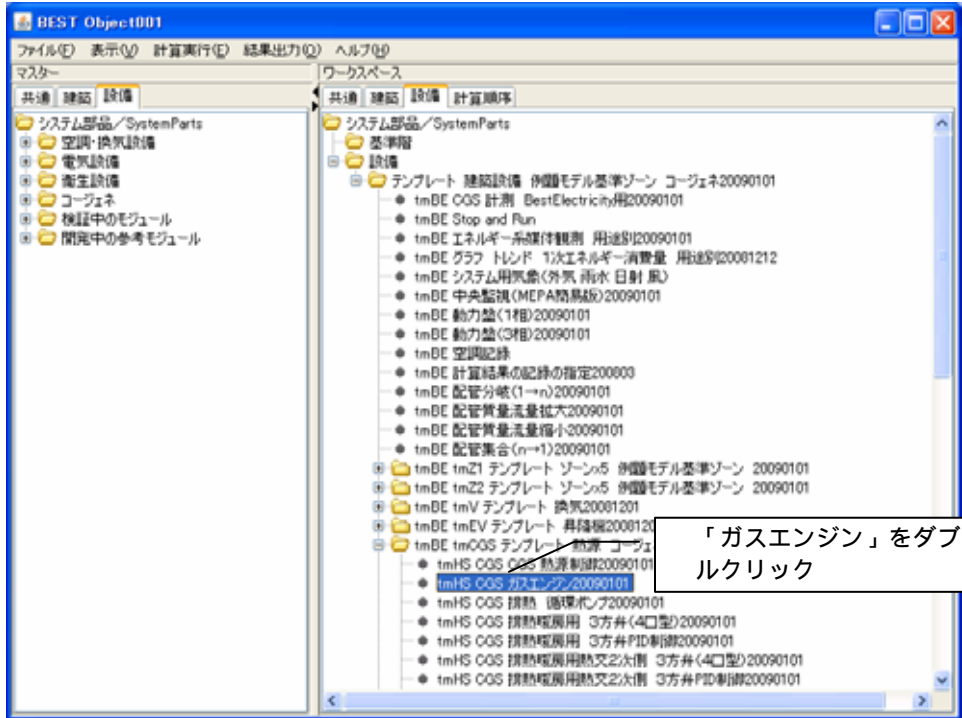 BEST Object001
ファイル(F) 表示(V) 計算実行(E) 結果出力(O) ヘルプ(H)
マスター
共通 建築 設備
システム部品／SystemParts
空調・換気設備
電気設備
衛生設備
コージェネ
検証中のモジュール
開発中の参考モジュール
ワークスペース
共通 建築 設備 計算順序
システム部品／SystemParts
基準階
設備
テンプレート 建築設備 例題モデル基準ゾーン コージェネ20090101
tmBE CGS 計測 BestElectricity用20090101
tmBE Stop and Run
tmBE エネルギー系媒体観測 用途別20090101
tmBE グラフ トレンド 1次エネルギー消費量 用途別20081212
tmBE システム用気象(外気 雨水 日射 風)
tmBE 中央監視(MEPA簡易版)20090101
tmBE 動力盤(1相)20090101
tmBE 動力盤(3相)20090101
tmBE 空調記録
tmBE 計算結果の記録の指定200803
tmBE 配管分岐(1→n)20090101
tmBE 配管質量流量拡大20090101
tmBE 配管質量流量縮小20090101
tmBE 配管集合(n→1)20090101
tmBE tmZ1 テンプレート ゾーン×5 例題モデル基準ゾーン 20090101
tmBE tmZ2 テンプレート ゾーン×5 例題モデル基準ゾーン 20090101
tmBE tmV テンプレート 換気20081201
tmBE tmEV テンプレート 昇降機2008120
tmBE tmCGS テンプレート 熱源 コージェ
tmHS CGS CGS 熱源制御20090101
tmHS CGS ガスエンジン20090101
tmHS CGS 排熱 循環ポンプ20090101
tmHS CGS 排熱暖房用 3方弁(4口型)20090101
tmHS CGS 排熱暖房用 3方弁PID制御20090101
tmHS CGS 排熱暖房用熱交2次側 3方弁(4口型)20090101
tmHS CGS 排熱暖房用熱交2次側 3方弁PID制御20090101
「ガスエンジン」をダブ
ルクリック